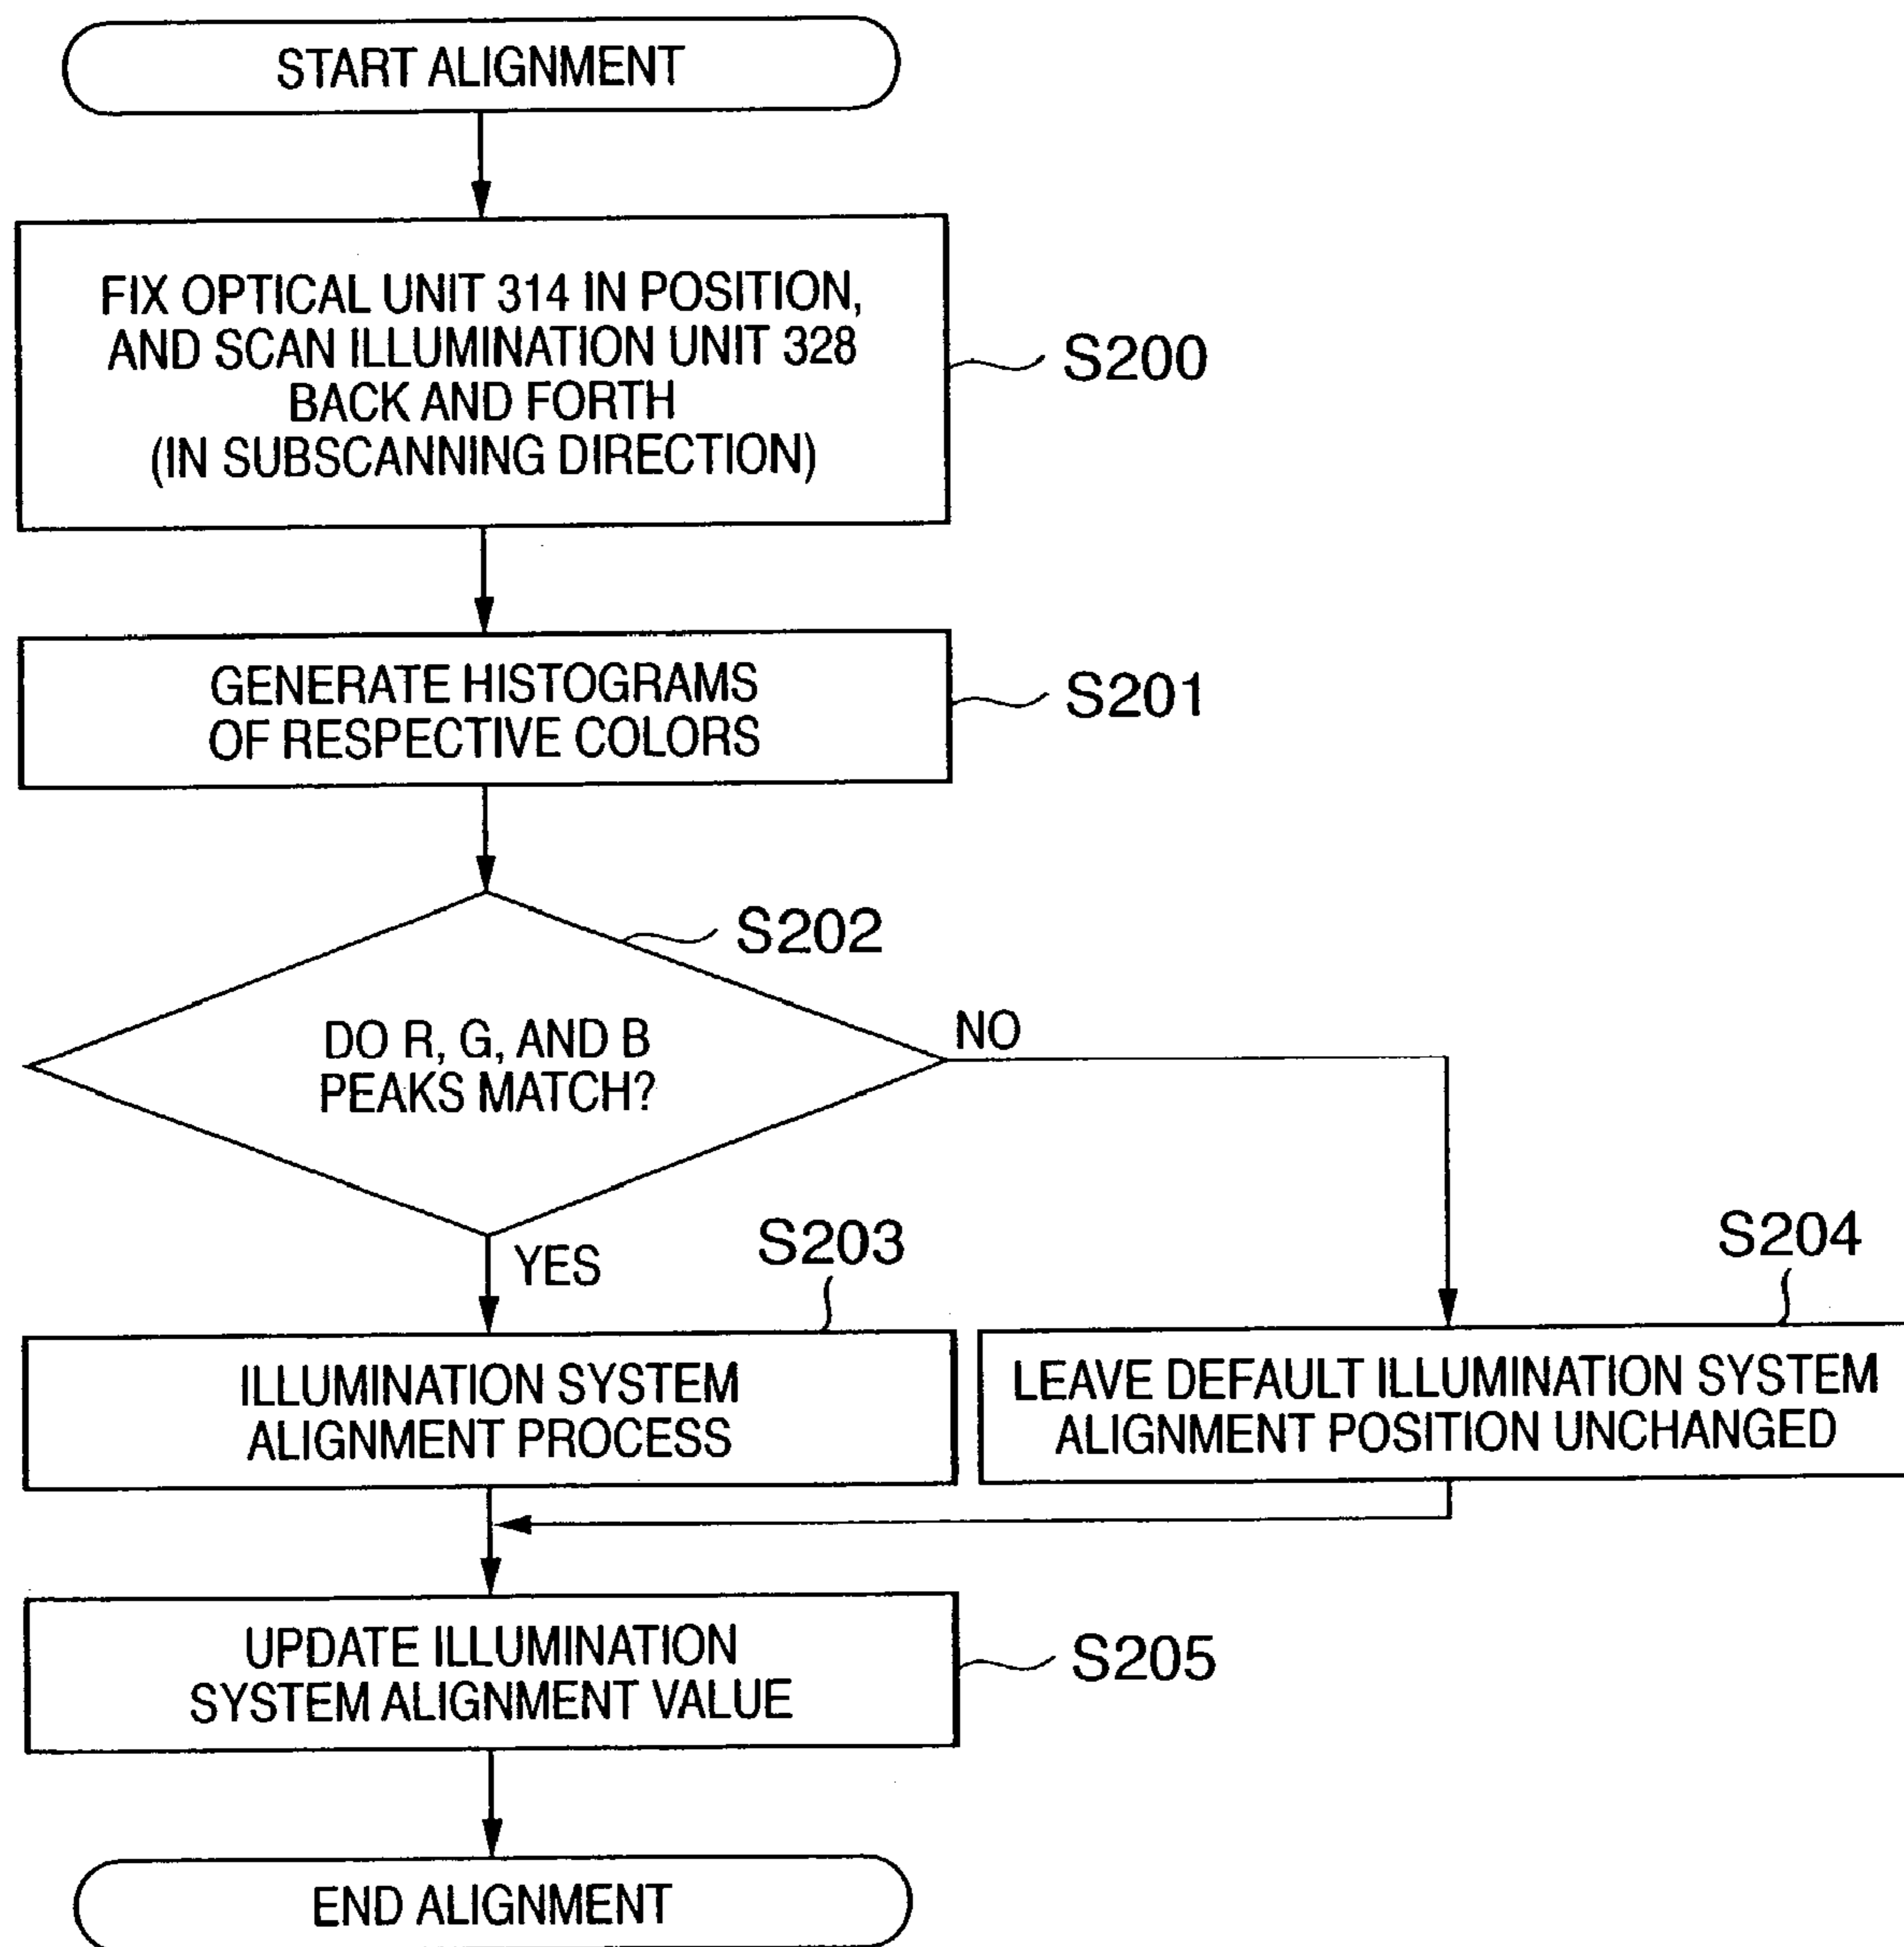 START ALIGNMENT
FIX OPTICAL UNIT 314 IN POSITION,
AND SCAN ILLUMINATION UNIT 328
BACK AND FORTH
(IN SUBSCANNING DIRECTION)
S200
GENERATE HISTOGRAMS
OF RESPECTIVE COLORS
S201
S202
DO R, G, AND B
PEAKS MATCH?
NO
YES
S203
ILLUMINATION SYSTEM
ALIGNMENT PROCESS
S204
LEAVE DEFAULT ILLUMINATION SYSTEM
ALIGNMENT POSITION UNCHANGED
UPDATE ILLUMINATION
SYSTEM ALIGNMENT VALUE
S205
END ALIGNMENT